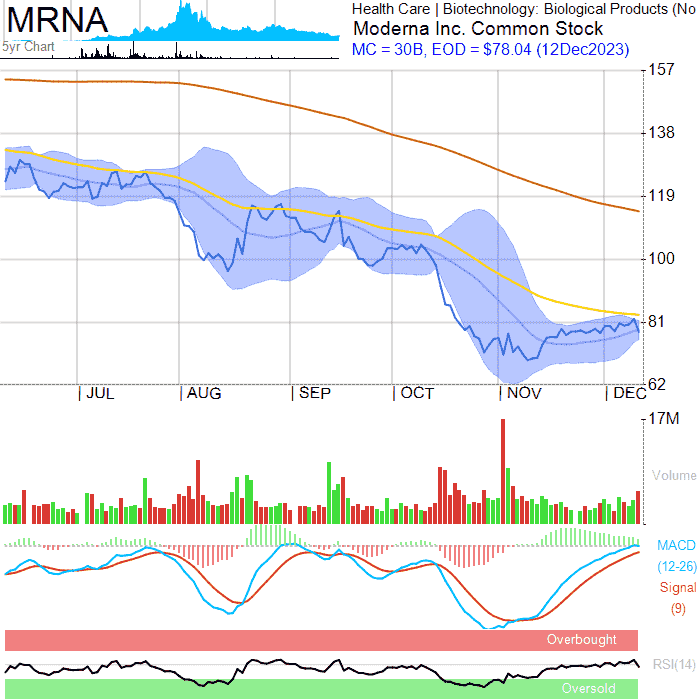 MRNA
5yr Chart
Health Care | Biotechnology: Biological Products (No
Moderna Inc. Common Stock
MC = 30B, EOD = $78.04 (12Dec2023)
157
138
119
100
81
62
JUL AUG SEP OCT NOV DEC
17M
Volume
MACD
(12-26)
Signal
(9)
Overbought
RSI(14)
Oversold